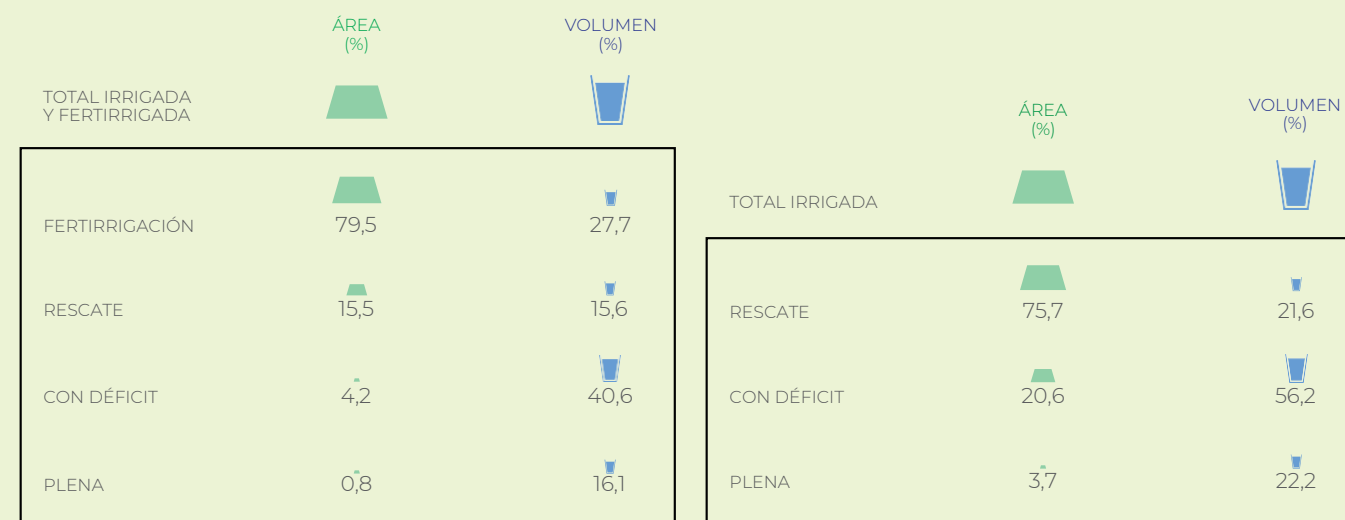 ÁREA
(%)
VOLUMEN
(%)
TOTAL IRRIGADA
Y FERTIRRIGADA
FERTIRRIGACIÓN
79,5
27,7
RESCATE
15,5
15,6
CON DÉFICIT
4,2
40,6
PLENA
0,8
16,1
ÁREA
(%)
VOLUMEN
(%)
TOTAL IRRIGADA
RESCATE
75,7
21,6
CON DÉFICIT
20,6
56,2
PLENA
3,7
22,2